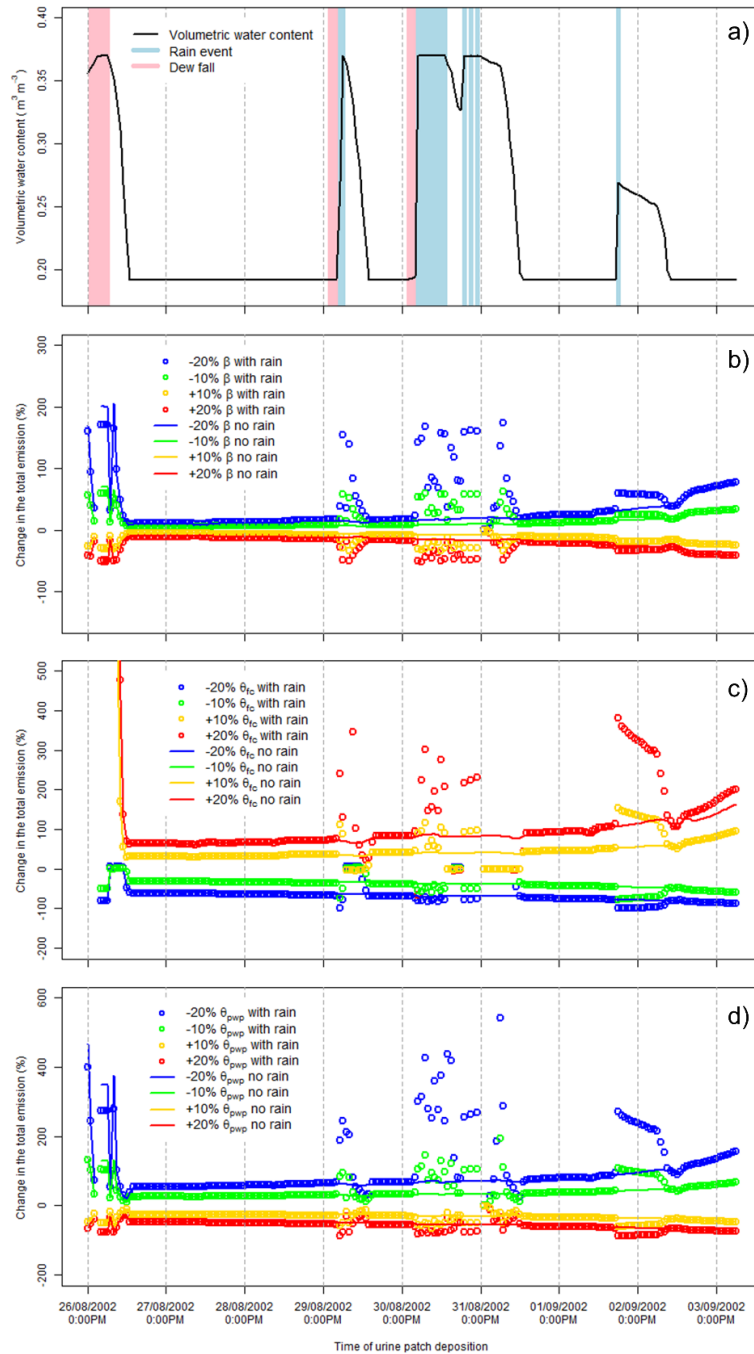 a)
Volumetric water content
Rain event
Dew fall
Volumetric water content ( m³ m⁻³ )
0.40
0.35
0.30
0.25
0.20
b)
-20% β with rain
-10% β with rain
+10% β with rain
+20% β with rain
-20% β no rain
-10% β no rain
+10% β no rain
+20% β no rain
Change in the total emission (%)
300
200
100
0
-100
c)
-20% θfc with rain
-10% θfc with rain
+10% θfc with rain
+20% θfc with rain
-20% θfc no rain
-10% θfc no rain
+10% θfc no rain
+20% θfc no rain
Change in the total emission (%)
500
400
300
200
100
0
-100
-200
d)
-20% θpwp with rain
-10% θpwp with rain
+10% θpwp with rain
+20% θpwp with rain
-20% θpwp no rain
-10% θpwp no rain
+10% θpwp no rain
+20% θpwp no rain
Change in the total emission (%)
600
400
200
0
-200
26/08/2002 27/08/2002 28/08/2002 29/08/2002 30/08/2002 31/08/2002 01/09/2002 02/09/2002 03/09/2002
0:00PM 0:00PM 0:00PM 0:00PM 0:00PM 0:00PM 0:00PM 0:00PM 0:00PM
Time of urine patch deposition